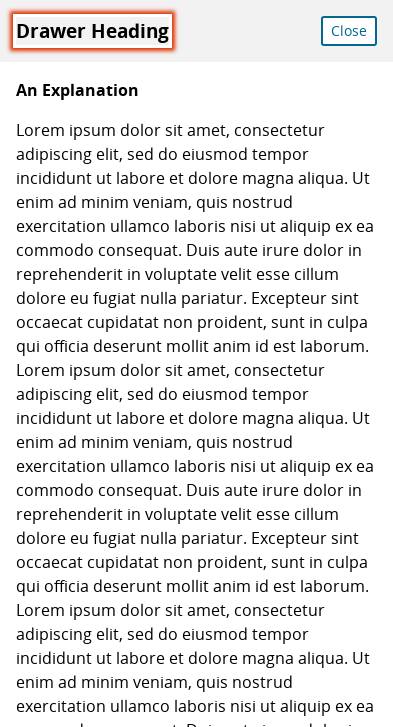 Drawer Heading
Close
An Explanation
Lorem ipsum dolor sit amet, consectetur
adipiscing elit, sed do eiusmod tempor
incididunt ut labore et dolore magna aliqua. Ut
enim ad minim veniam, quis nostrud
exercitation ullamco laboris nisi ut aliquip ex ea
commodo consequat. Duis aute irure dolor in
reprehenderit in voluptate velit esse cillum
dolore eu fugiat nulla pariatur. Excepteur sint
occaecat cupidatat non proident, sunt in culpa
qui officia deserunt mollit anim id est laborum.
Lorem ipsum dolor sit amet, consectetur
adipiscing elit, sed do eiusmod tempor
incididunt ut labore et dolore magna aliqua. Ut
enim ad minim veniam, quis nostrud
exercitation ullamco laboris nisi ut aliquip ex ea
commodo consequat. Duis aute irure dolor in
reprehenderit in voluptate velit esse cillum
dolore eu fugiat nulla pariatur. Excepteur sint
occaecat cupidatat non proident, sunt in culpa
qui officia deserunt mollit anim id est laborum.
Lorem ipsum dolor sit amet, consectetur
adipiscing elit, sed do eiusmod tempor
incididunt ut labore et dolore magna aliqua. Ut
enim ad minim veniam, quis nostrud
exercitation ullamco laboris nisi ut aliquip ex ea